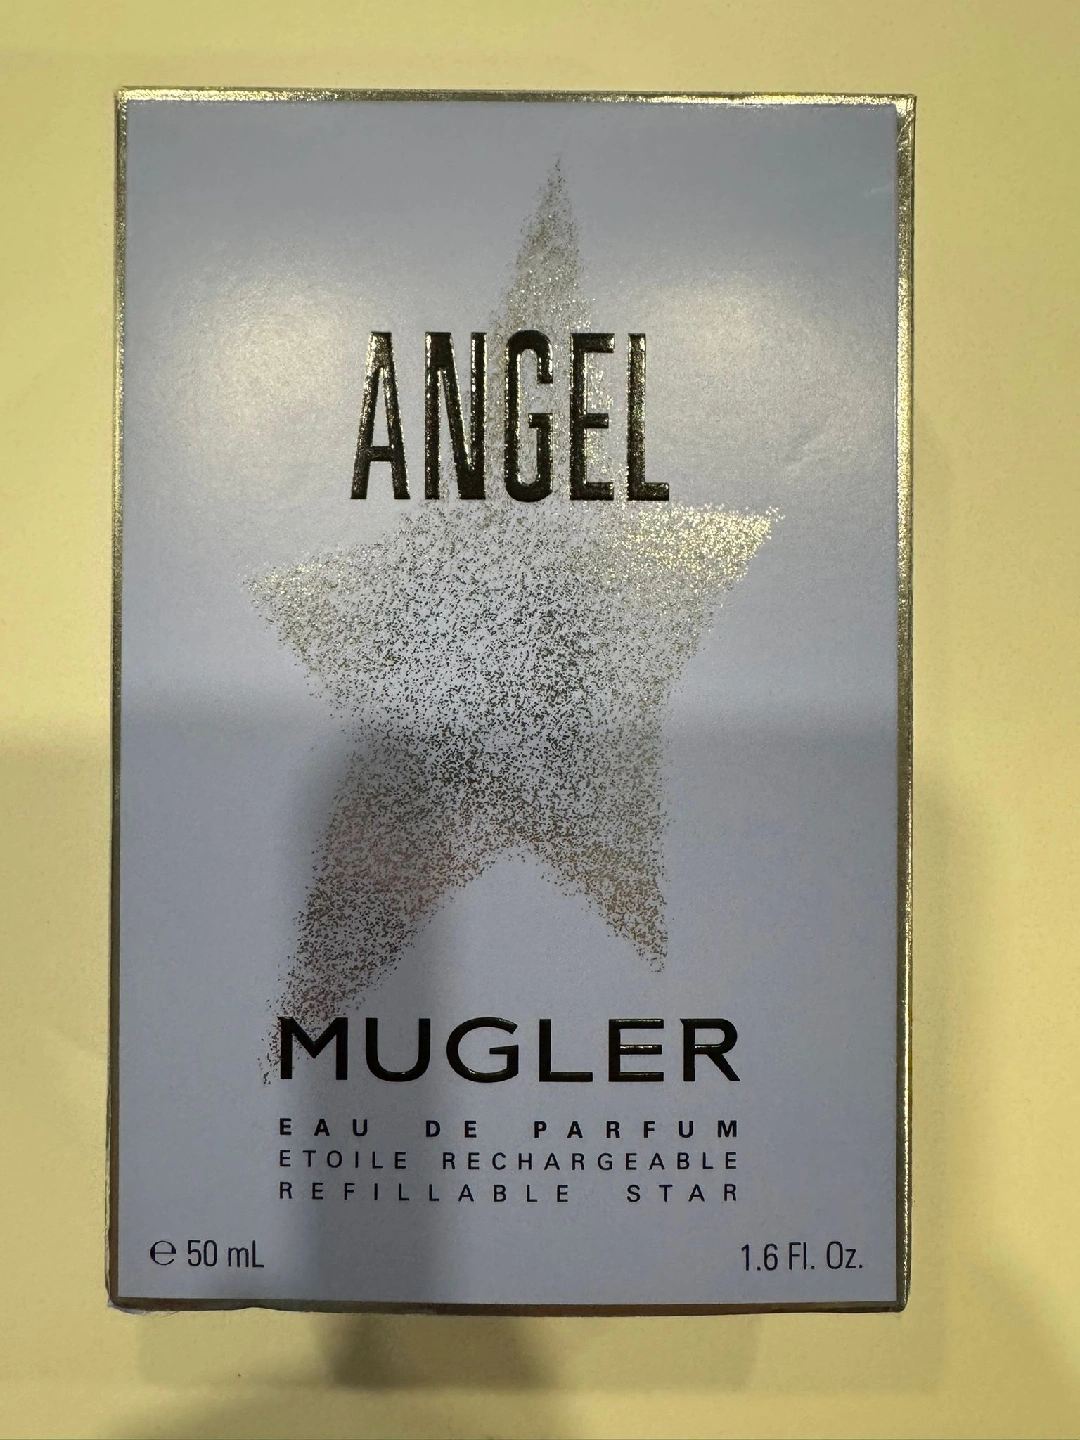 ANGEL
MUGLER
EAU DE PARFUM
ETOILE RECHARGEABLE
REFILLABLE STAR
℮ 50 mL
1.6 Fl. Oz.